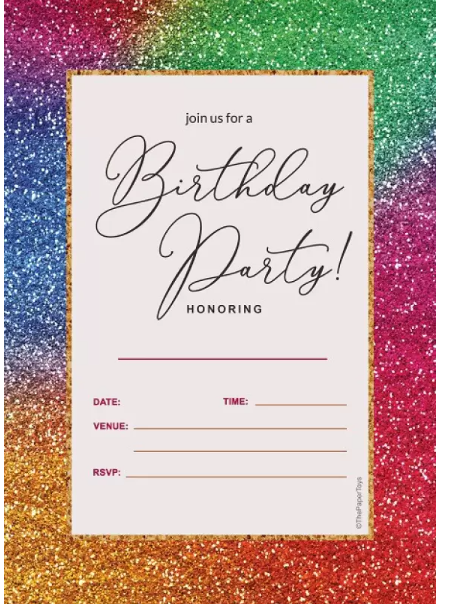 join us for a
Birthday
Party!
HONORING
DATE: TIME:
VENUE:
RSVP:
©ThePaperToys